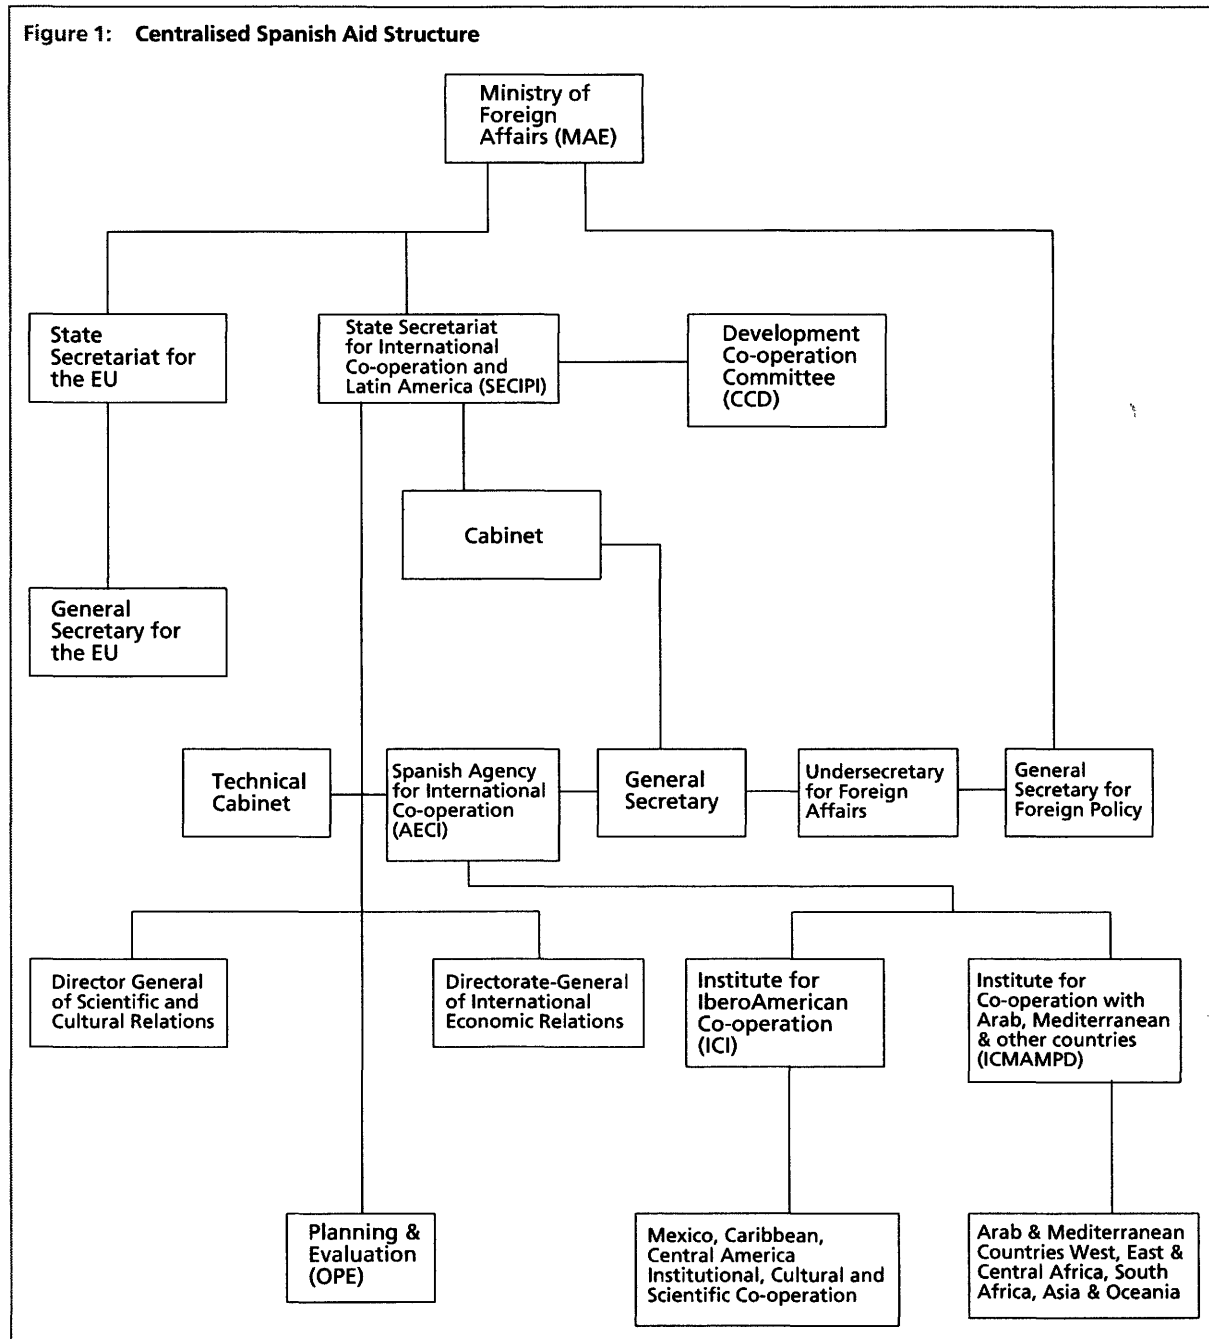 Figure 1: Centralised Spanish Aid Structure
Ministry of
Foreign
Affairs (MAE)
State
Secretariat for
the EU
State Secretariat
for International
Co-operation and
Latin America (SECIPI)
Development
Co-operation
Committee
(CCD)
Cabinet
General
Secretary for
the EU
Technical
Cabinet
Spanish Agency
for International
Co-operation
(AECI)
General
Secretary
Undersecretary
for Foreign
Affairs
General
Secretary for
Foreign Policy
Director General
of Scientific and
Cultural Relations
Directorate-General
of International
Economic Relations
Institute for
IberoAmerican
Co-operation
(ICI)
Institute for
Co-operation with
Arab, Mediterranean
& other countries
(ICMAMPD)
Planning &
Evaluation
(OPE)
Mexico, Caribbean,
Central America
Institutional, Cultural and
Scientific Co-operation
Arab & Mediterranean
Countries West, East &
Central Africa, South
Africa, Asia & Oceania